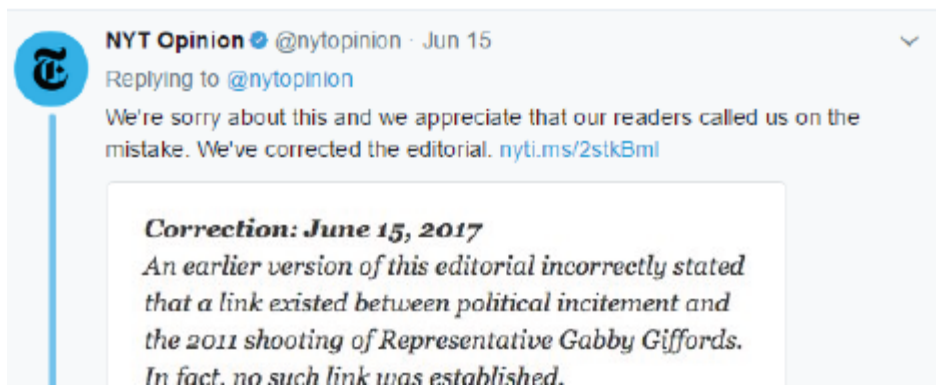 NYT Opinion @nytopinion · Jun 15
Replying to @nytopinion
We're sorry about this and we appreciate that our readers called us on the
mistake. We've corrected the editorial. nyti.ms/2stkBmI
Correction: June 15, 2017
An earlier version of this editorial incorrectly stated
that a link existed between political incitement and
the 2011 shooting of Representative Gabby Giffords.
In fact, no such link was established.